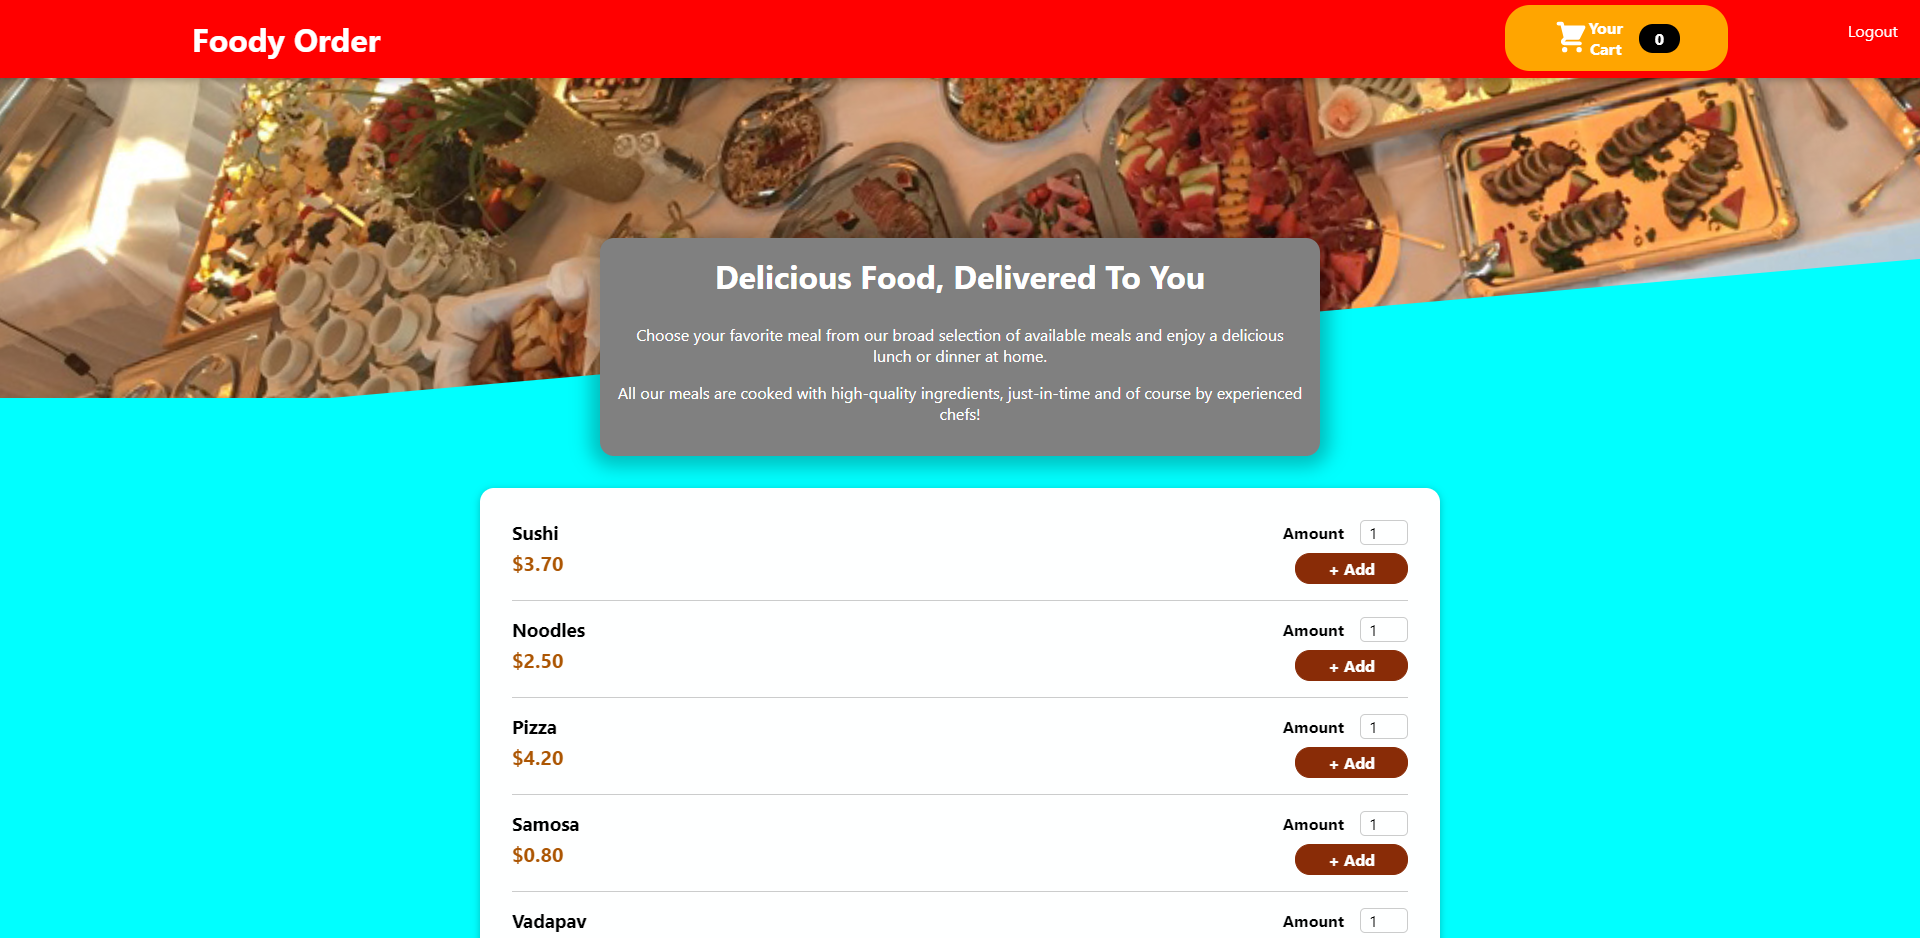 Foody Order
Your
Cart
0
Logout
Delicious Food, Delivered To You
Choose your favorite meal from our broad selection of available meals and enjoy a delicious
lunch or dinner at home.
All our meals are cooked with high-quality ingredients, just-in-time and of course by experienced
chefs!
Sushi
Amount 1
$3.70
+ Add
Noodles
Amount 1
$2.50
+ Add
Pizza
Amount 1
$4.20
+ Add
Samosa
Amount 1
$0.80
+ Add
Vadapav
Amount 1